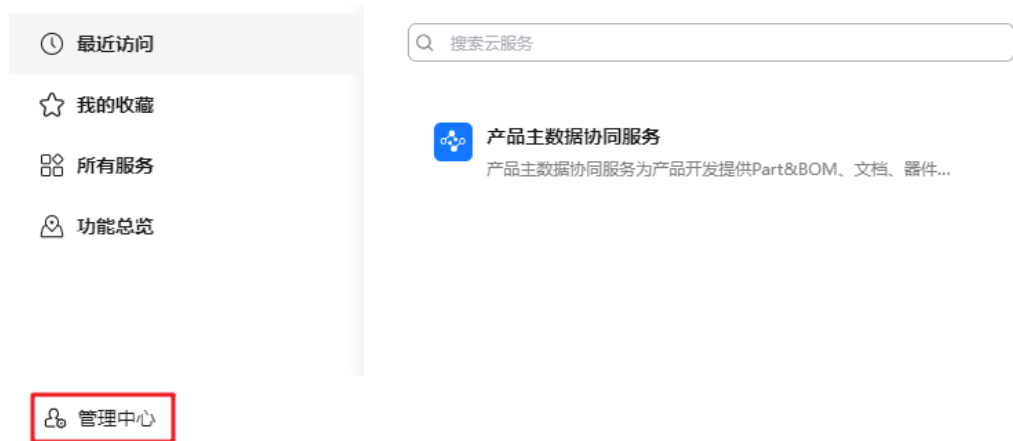 最近访问
我的收藏
所有服务
功能总览
搜索云服务
产品主数据协同服务
产品主数据协同服务为产品开发提供Part&BOM、文档、器件...
管理中心